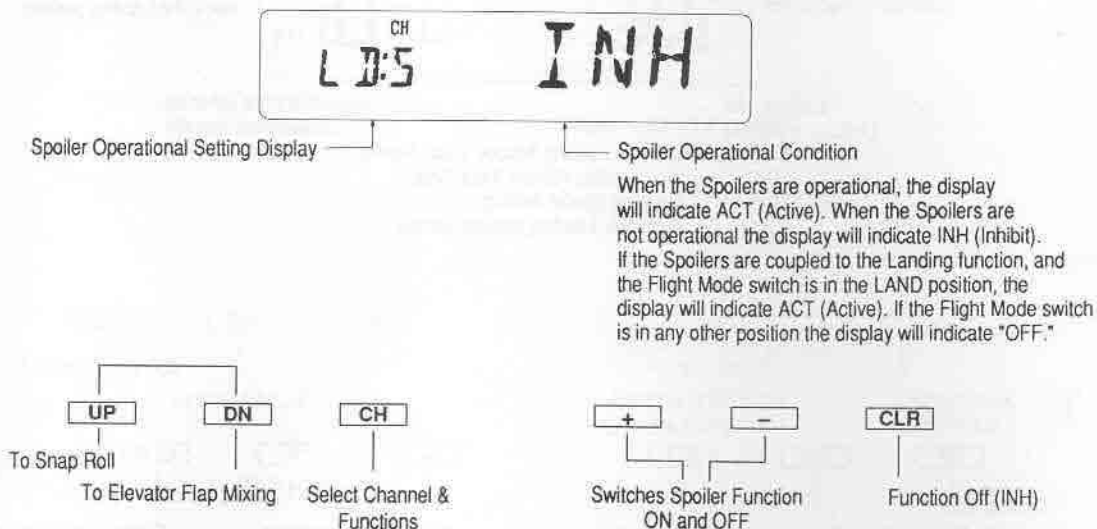 CH
LD:S INH
Spoiler Operational Setting Display
Spoiler Operational Condition
When the Spoilers are operational, the display
will indicate ACT (Active). When the Spoilers are
not operational the display will indicate INH (Inhibit).
If the Spoilers are coupled to the Landing function, and
the Flight Mode switch is in the LAND position, the
display will indicate ACT (Active). If the Flight Mode switch
is in any other position the display will indicate "OFF."
UP DN CH + – CLR
To Snap Roll
To Elevator Flap Mixing
Select Channel &
Functions
Switches Spoiler Function
ON and OFF
Function Off (INH)